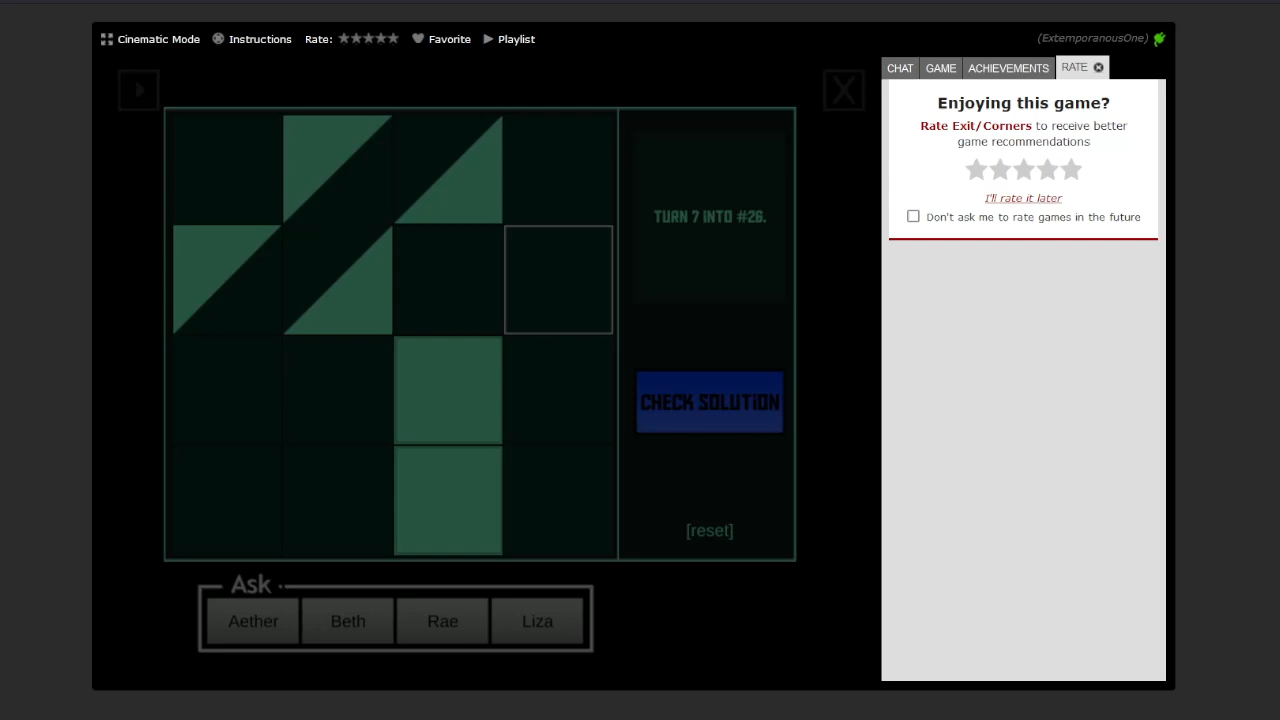 Cinematic Mode Instructions Rate: Favorite Playlist
(ExtemporanousOne)
CHAT GAME ACHIEVEMENTS RATE
Enjoying this game?
Rate Exit/Corners to receive better
game recommendations
I'll rate it later
Don't ask me to rate games in the future
X
TURN 7 INTO #26.
CHECK SOLUTION
[reset]
Ask
Aether Beth Rae Liza